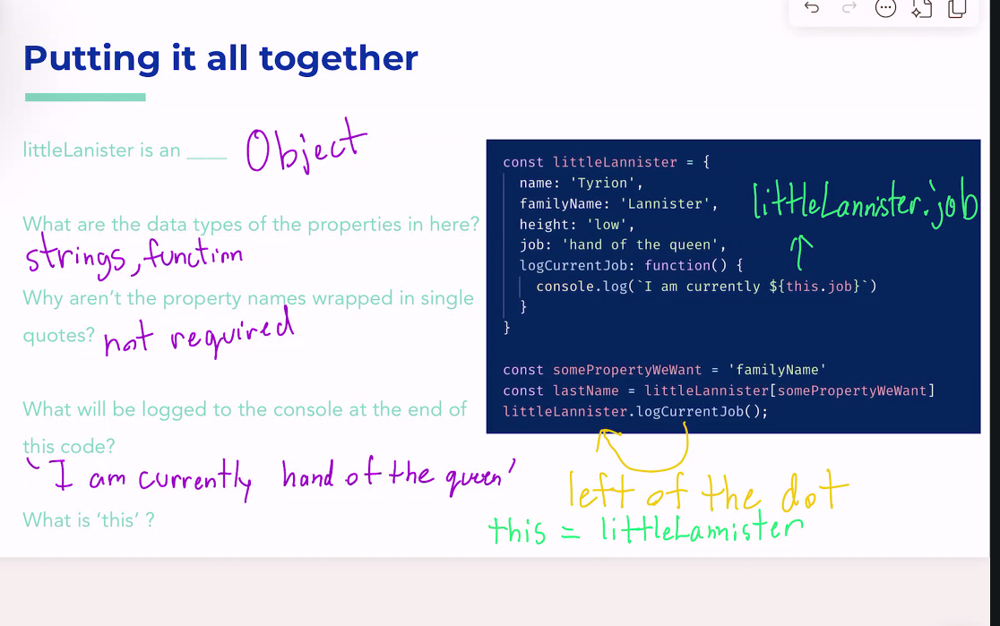 Putting it all together
littleLanister is an ____ Object
What are the data types of the properties in here?
strings, function
Why aren't the property names wrapped in single
quotes? not required
What will be logged to the console at the end of
this code?
`I am currently hand of the queen'
What is 'this' ?
const littleLannister = {
name: 'Tyrion',
familyName: 'Lannister',
height: 'low',
job: 'hand of the queen',
logCurrentJob: function() {
console.log(`I am currently ${this.job}`)
}
}
littleLannister.job
const somePropertyWeWant = 'familyName'
const lastName = littleLannister[somePropertyWeWant]
littleLannister.logCurrentJob();
left of the dot
this = littleLannister